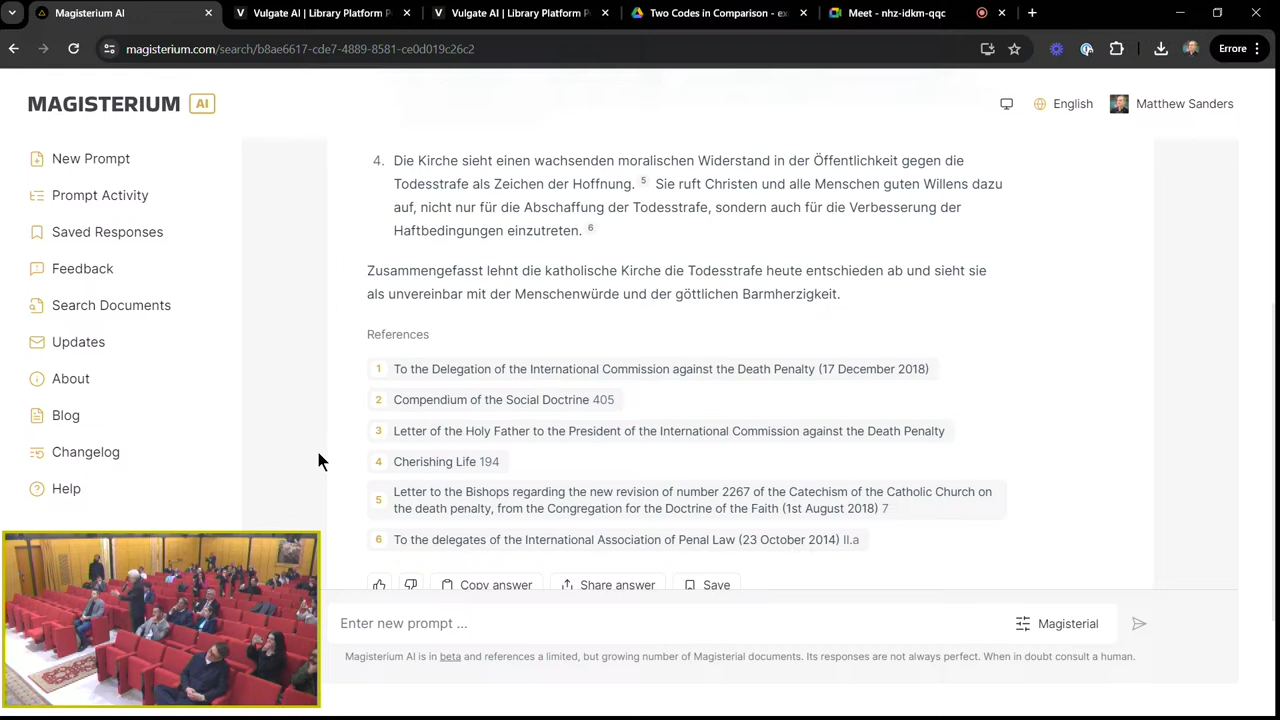 Magisterium AI
Vulgate AI | Library Platform P
Vulgate AI | Library Platform P
Two Codes in Comparison - ex
Meet - nhz-idkm-qqc
magisterium.com/search/b8ae6617-cde7-4889-8581-ce0d019c26c2
Errore
MAGISTERIUM AI
English
Matthew Sanders
New Prompt
Prompt Activity
Saved Responses
Feedback
Search Documents
Updates
About
Blog
Changelog
Help
4. Die Kirche sieht einen wachsenden moralischen Widerstand in der Öffentlichkeit gegen die
Todesstrafe als Zeichen der Hoffnung. 5 Sie ruft Christen und alle Menschen guten Willens dazu
auf, nicht nur für die Abschaffung der Todesstrafe, sondern auch für die Verbesserung der
Haftbedingungen einzutreten. 6
Zusammengefasst lehnt die katholische Kirche die Todesstrafe heute entschieden ab und sieht sie
als unvereinbar mit der Menschenwürde und der göttlichen Barmherzigkeit.
References
1 To the Delegation of the International Commission against the Death Penalty (17 December 2018)
2 Compendium of the Social Doctrine 405
3 Letter of the Holy Father to the President of the International Commission against the Death Penalty
4 Cherishing Life 194
5 Letter to the Bishops regarding the new revision of number 2267 of the Catechism of the Catholic Church on
the death penalty, from the Congregation for the Doctrine of the Faith (1st August 2018) 7
6 To the delegates of the International Association of Penal Law (23 October 2014) II.a
Copy answer
Share answer
Save
Enter new prompt ...
Magisterial
Magisterium AI is in beta and references a limited, but growing number of Magisterial documents. Its responses are not always perfect. When in doubt consult a human.